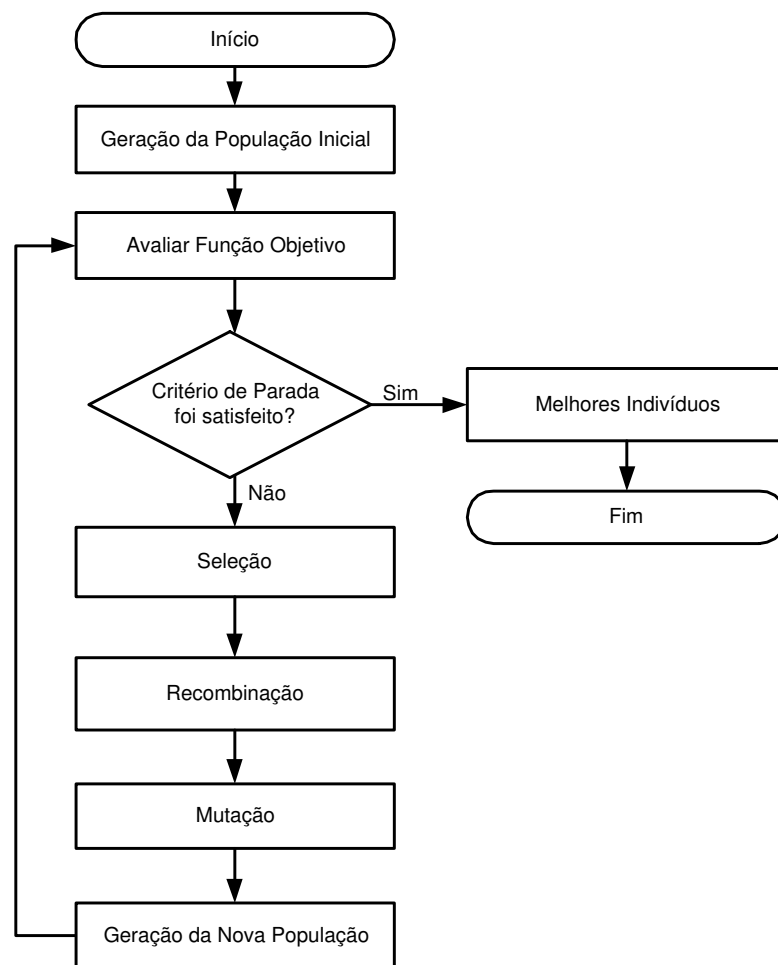 Início
Geração da População Inicial
Avaliar Função Objetivo
Critério de Parada
foi satisfeito?
Sim
Melhores Indivíduos
Não
Fim
Seleção
Recombinação
Mutação
Geração da Nova População